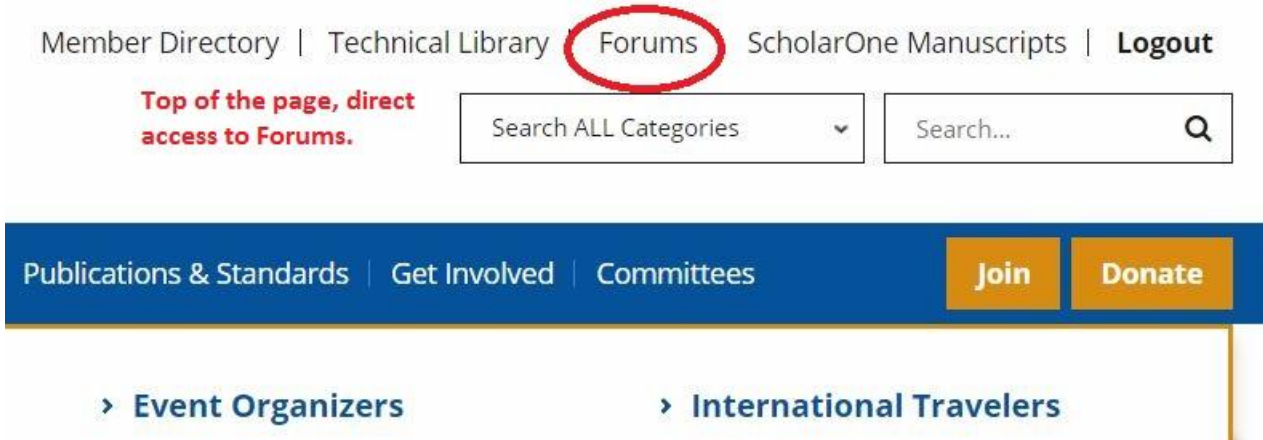 Member Directory | Technical Library | Forums | ScholarOne Manuscripts | Logout
Top of the page, direct
access to Forums.
Search ALL Categories
Search...
Publications & Standards | Get Involved | Committees
Join
Donate
› Event Organizers
› International Travelers